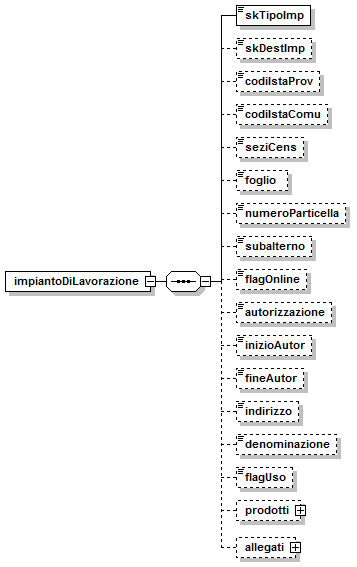 skTipoImp
skDestImp
codiIstaProv
codiIstaComu
seziCens
foglio
numeroParticella
subalterno
impiantoDiLavorazione
flagOnline
autorizzazione
inizioAutor
fineAutor
indirizzo
denominazione
flagUso
prodotti
allegati